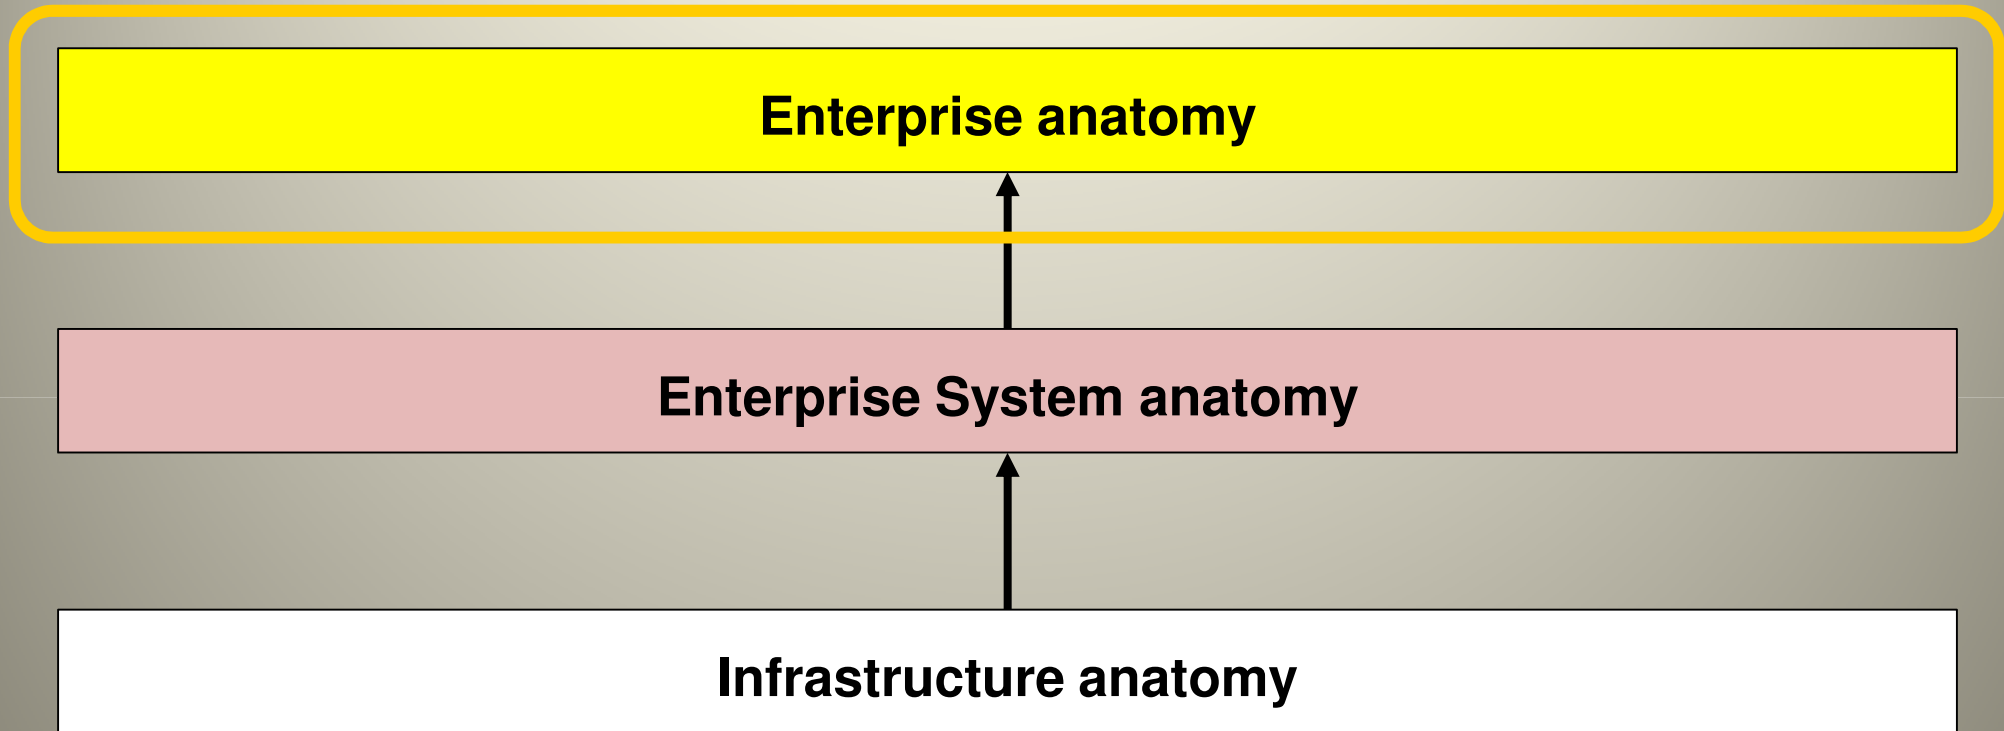 Enterprise anatomy
Enterprise System anatomy
Infrastructure anatomy